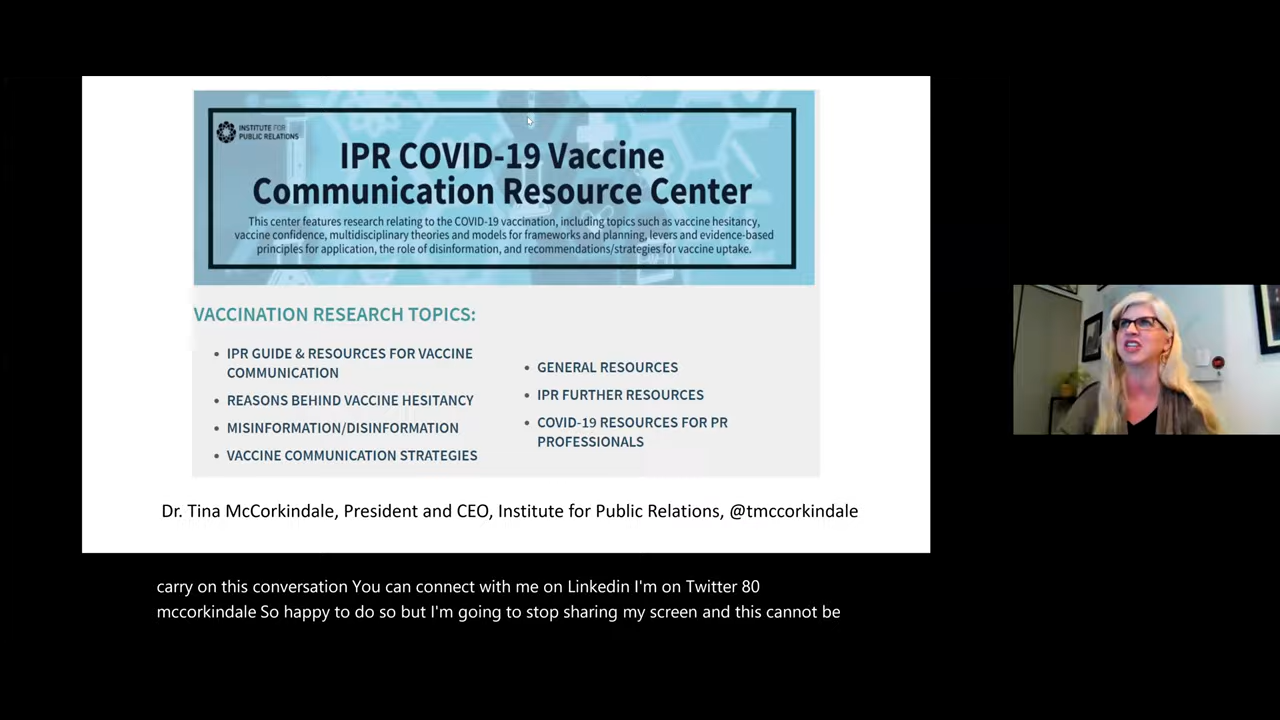 INSTITUTE FOR
PUBLIC RELATIONS
IPR COVID-19 Vaccine
Communication Resource Center
This center features research relating to the COVID-19 vaccination, including topics such as vaccine hesitancy,
vaccine confidence, multidisciplinary theories and models for frameworks and planning, levers and evidence-based
principles for application, the role of disinformation, and recommendations/strategies for vaccine uptake.
VACCINATION RESEARCH TOPICS:
• IPR GUIDE & RESOURCES FOR VACCINE
COMMUNICATION
• REASONS BEHIND VACCINE HESITANCY
• MISINFORMATION/DISINFORMATION
• VACCINE COMMUNICATION STRATEGIES
• GENERAL RESOURCES
• IPR FURTHER RESOURCES
• COVID-19 RESOURCES FOR PR
PROFESSIONALS
Dr. Tina McCorkindale, President and CEO, Institute for Public Relations, @tmccorkindale
carry on this conversation You can connect with me on Linkedin I'm on Twitter 80
mccorkindale So happy to do so but I'm going to stop sharing my screen and this cannot be